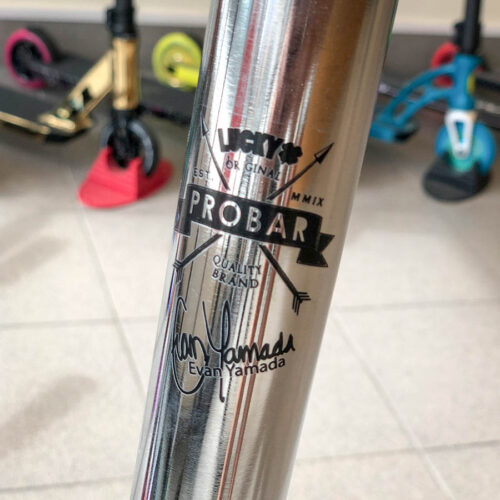 LUCKY
ORIGINAL
EST. MMIX
PROBAR
QUALITY
BRAND
Evan Yamada
Evan Yamada